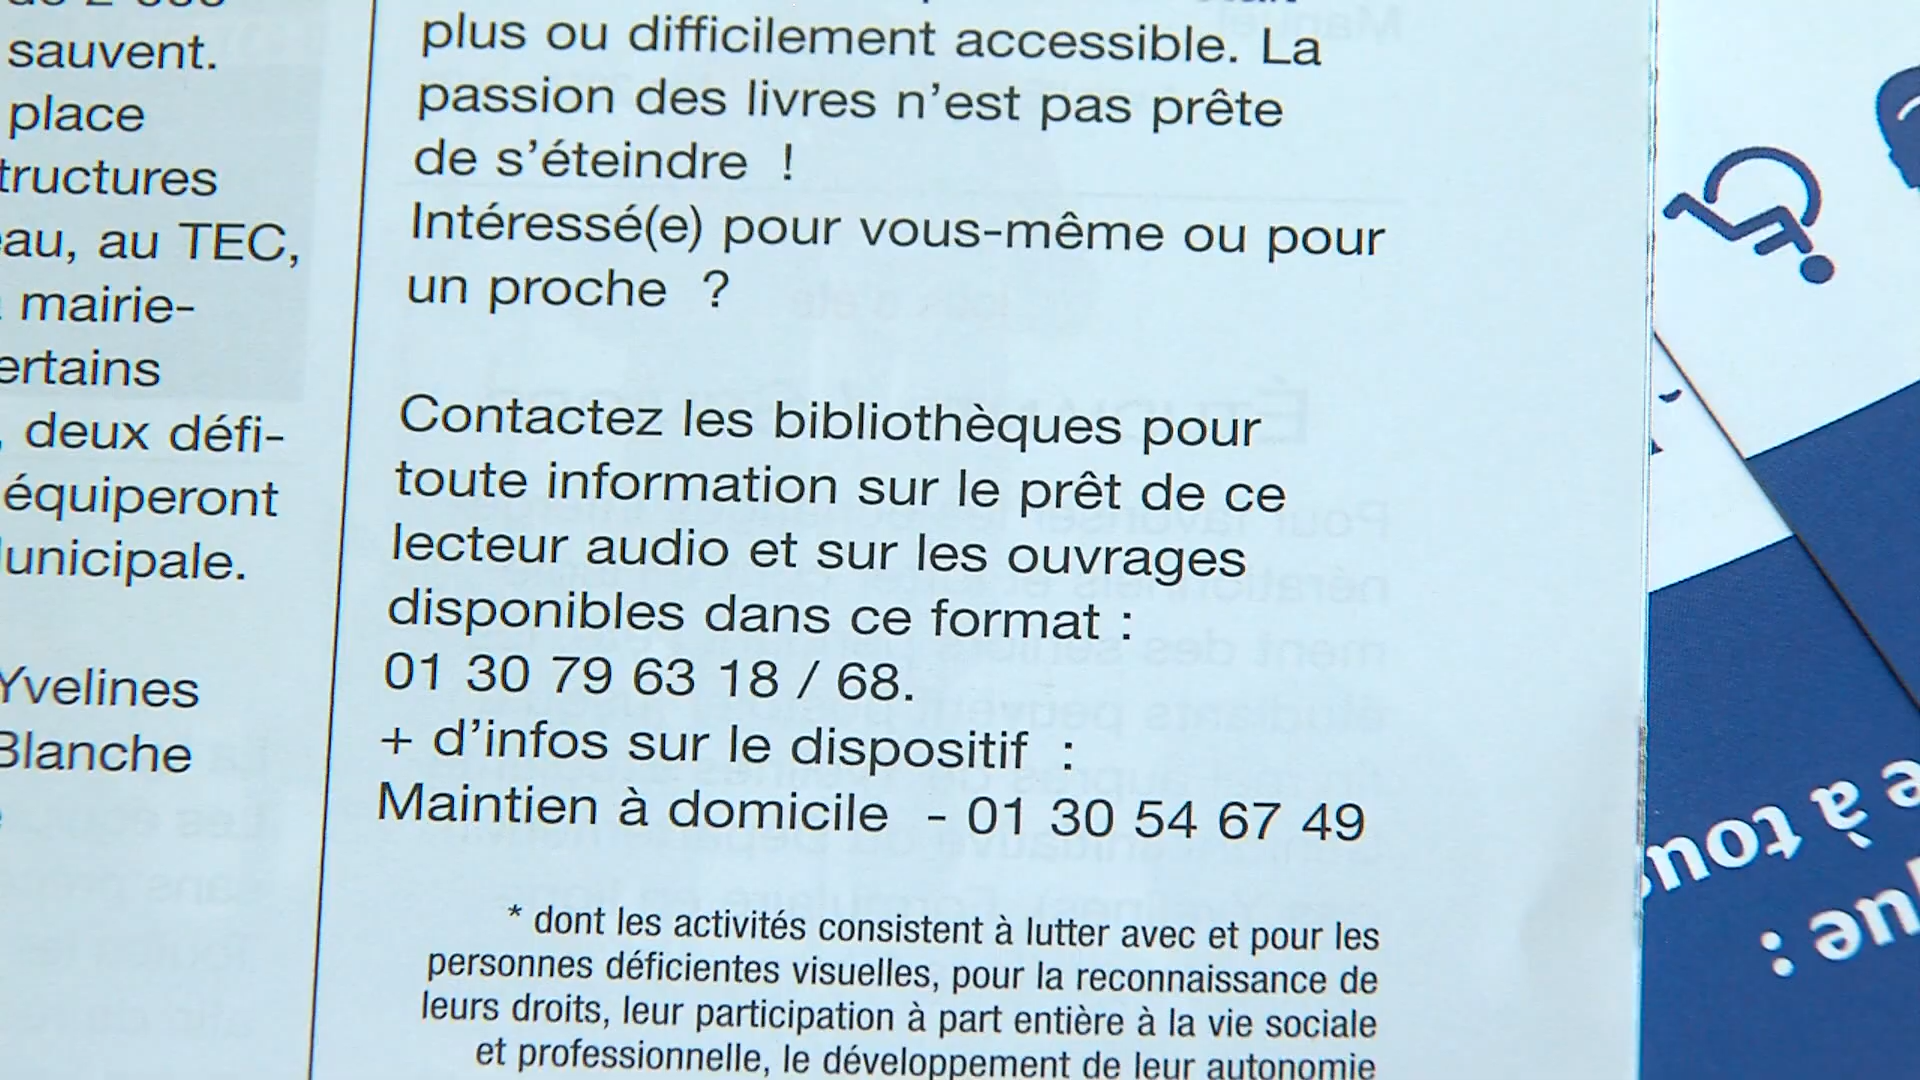 sauvent.
place
au, au TEC,
mairie-
deux défi-
équiperont
Yvelines
Blanche
plus ou difficilement accessible. La
passion des livres n'est pas prête
de s'éteindre !
Intéressé(e) pour vous-même ou pour
un proche ?
Contactez les bibliothèques pour
toute information sur le prêt de ce
lecteur audio et sur les ouvrages
disponibles dans ce format :
01 30 79 63 18 / 68.
+ d'infos sur le dispositif :
Maintien à domicile - 01 30 54 67 49
* dont les activités consistent à lutter avec et pour les
personnes déficientes visuelles, pour la reconnaissance de
leurs droits, leur participation à part entière à la vie sociale
et professionnelle, le développement de leur autonomie